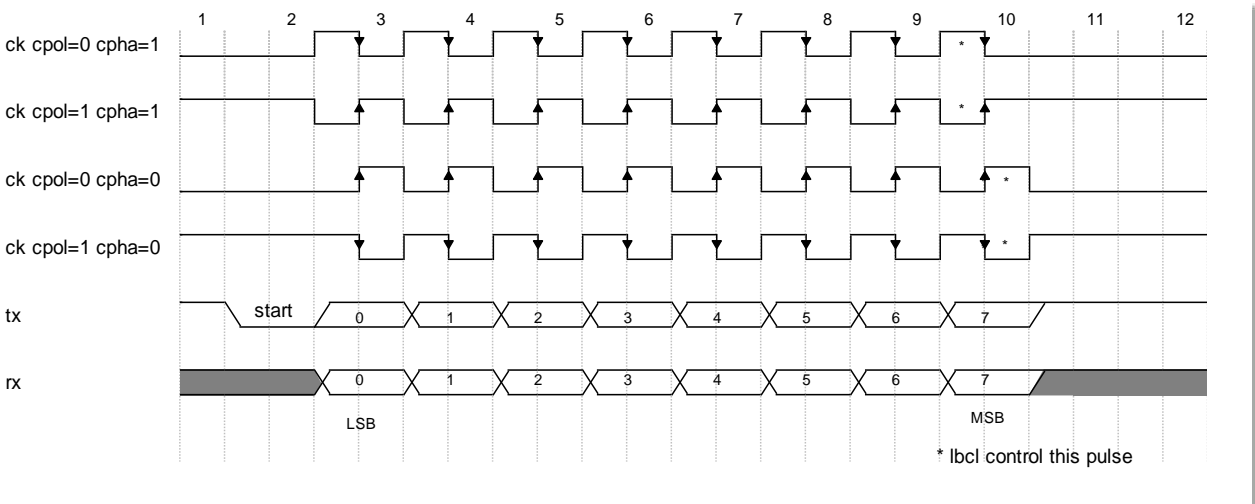 1 2 3 4 5 6 7 8 9 10 11 12
ck cpol=0 cpha=1 *
ck cpol=1 cpha=1 *
ck cpol=0 cpha=0 *
ck cpol=1 cpha=0 *
tx start 0 1 2 3 4 5 6 7
rx 0 1 2 3 4 5 6 7
LSB MSB
* lbcl control this pulse